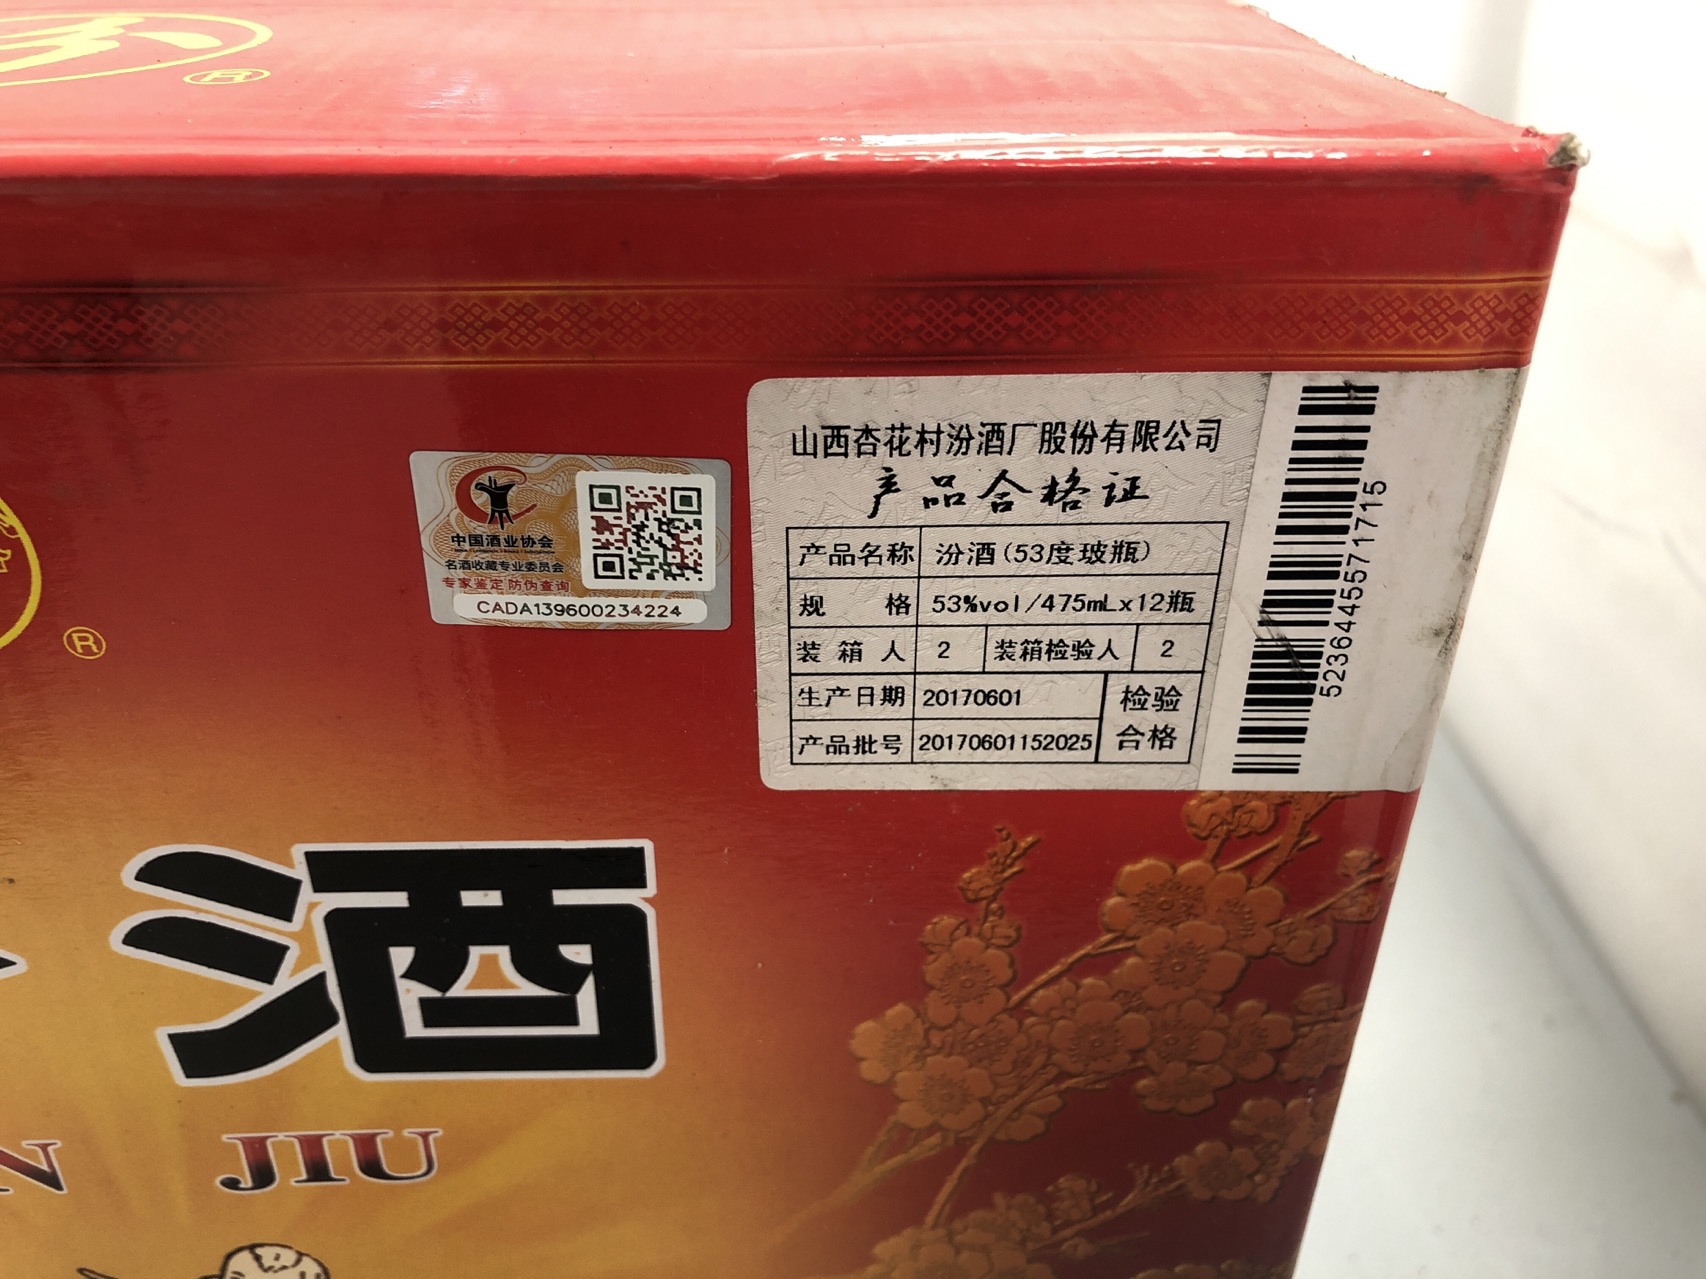 汾
®
®
中国酒业协会
名酒收藏专业委员会
专家鉴定 防伪查询
CADA139600234224
山西杏花村汾酒厂股份有限公司
产品合格证
产品名称 汾酒(53度玻瓶)
规 格 53%vol/475mLx12瓶
装 箱 人 2 装箱检验人 2
生产日期 20170601 检验
产品批号 20170601152025 合格
5236445571715
酒
N JIU